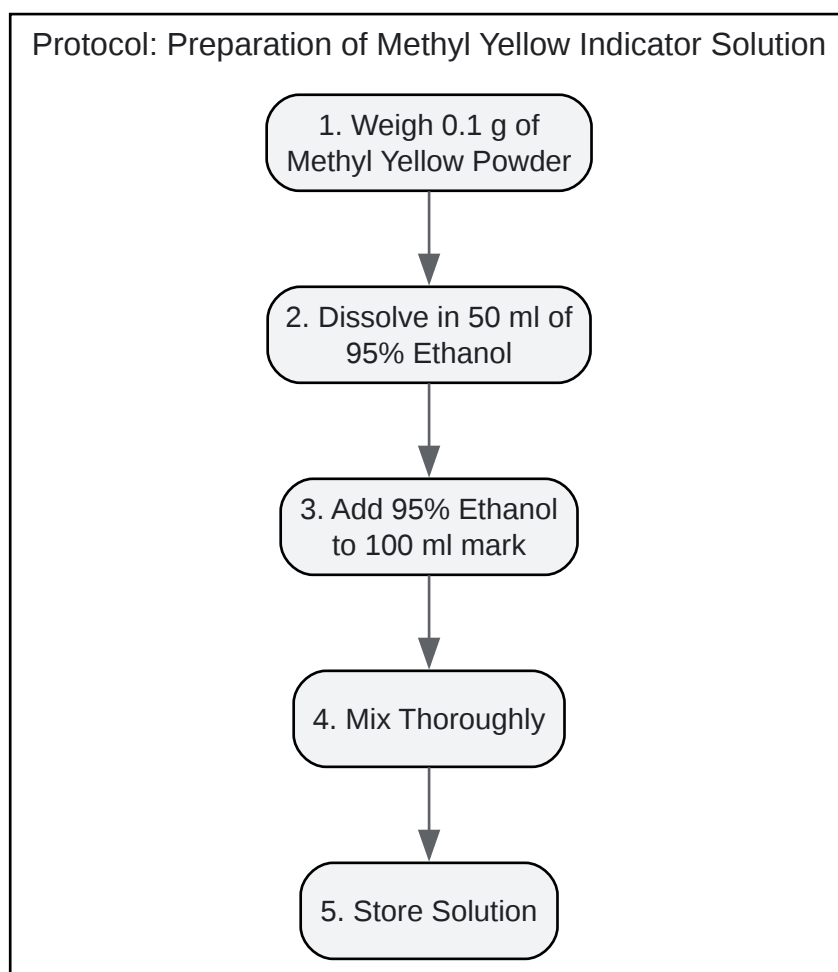 Protocol: Preparation of Methyl Yellow Indicator Solution
1. Weigh 0.1 g of
Methyl Yellow Powder
2. Dissolve in 50 ml of
95% Ethanol
3. Add 95% Ethanol
to 100 ml mark
4. Mix Thoroughly
5. Store Solution